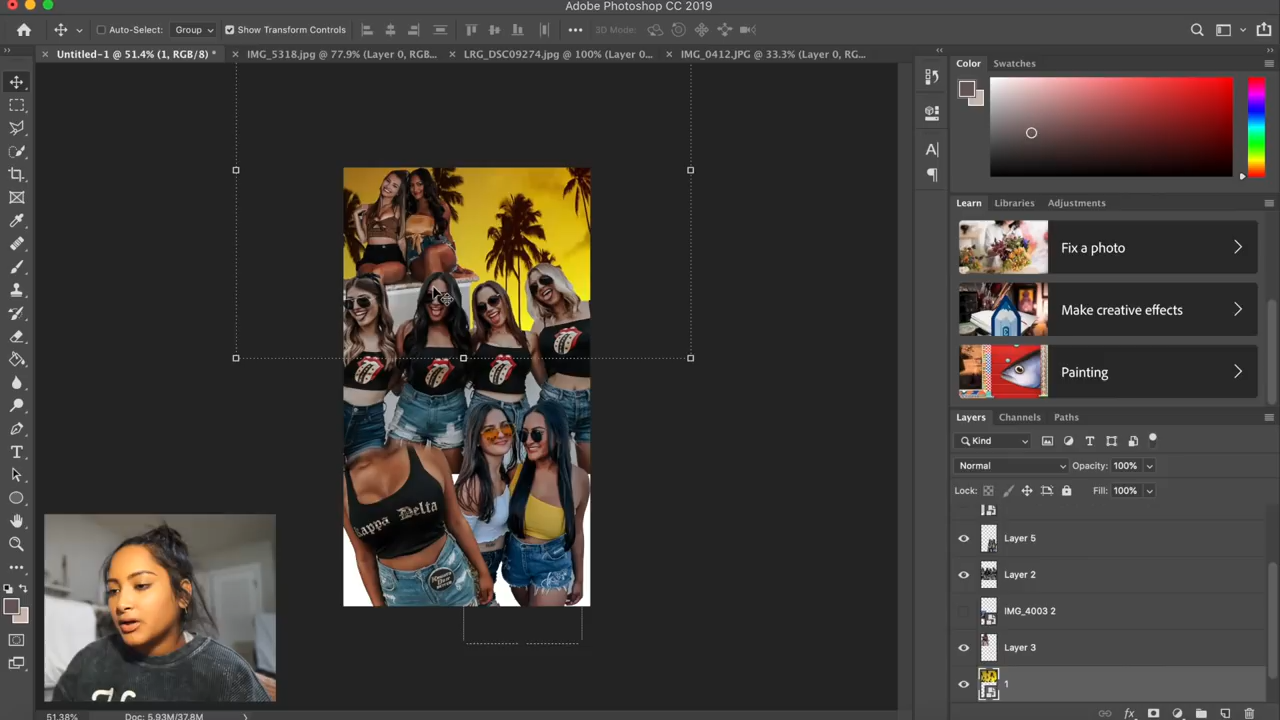 Adobe Photoshop CC 2019
Auto-Select: Group Show Transform Controls 3D Mode:
Untitled-1 @ 51.4% (1, RGB/8) * IMG_5318.jpg @ 77.9% (Layer 0, RGB... LRG_DSC09274.jpg @ 100% (Layer 0... IMG_0412.JPG @ 33.3% (Layer 0, RGB...
Color Swatches
Learn Libraries Adjustments
Fix a photo
Make creative effects
Painting
Layers Channels Paths
Kind
Normal Opacity: 100%
Lock: Fill: 100%
Layer 5
Layer 2
IMG_4003 2
Layer 3
1
Kappa Delta
51.38% Doc: 5.93M/37.8M